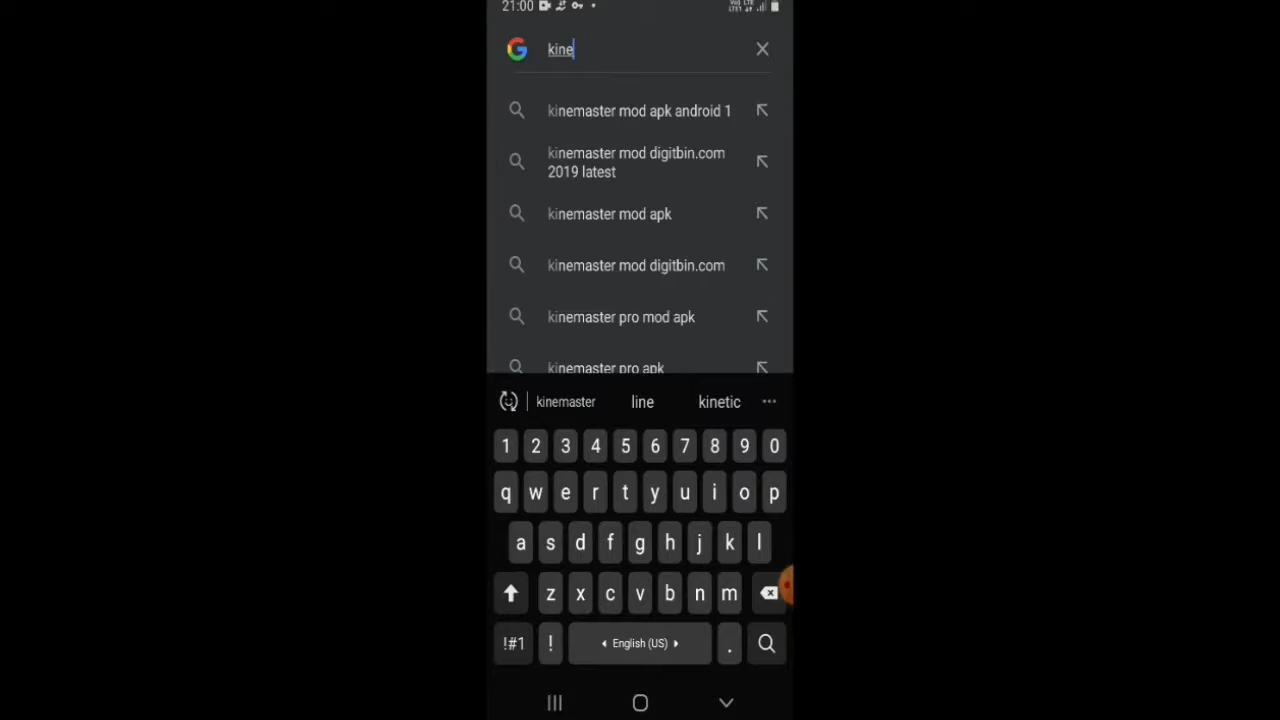 21:00
kine
kinemaster mod apk android 1
kinemaster mod digitbin.com
2019 latest
kinemaster mod apk
kinemaster mod digitbin.com
kinemaster pro mod apk
kinemaster pro apk
kinemaster line kinetic
1 2 3 4 5 6 7 8 9 0
q w e r t y u i o p
a s d f g h j k l
z x c v b n m
!#1 ! English (US) .